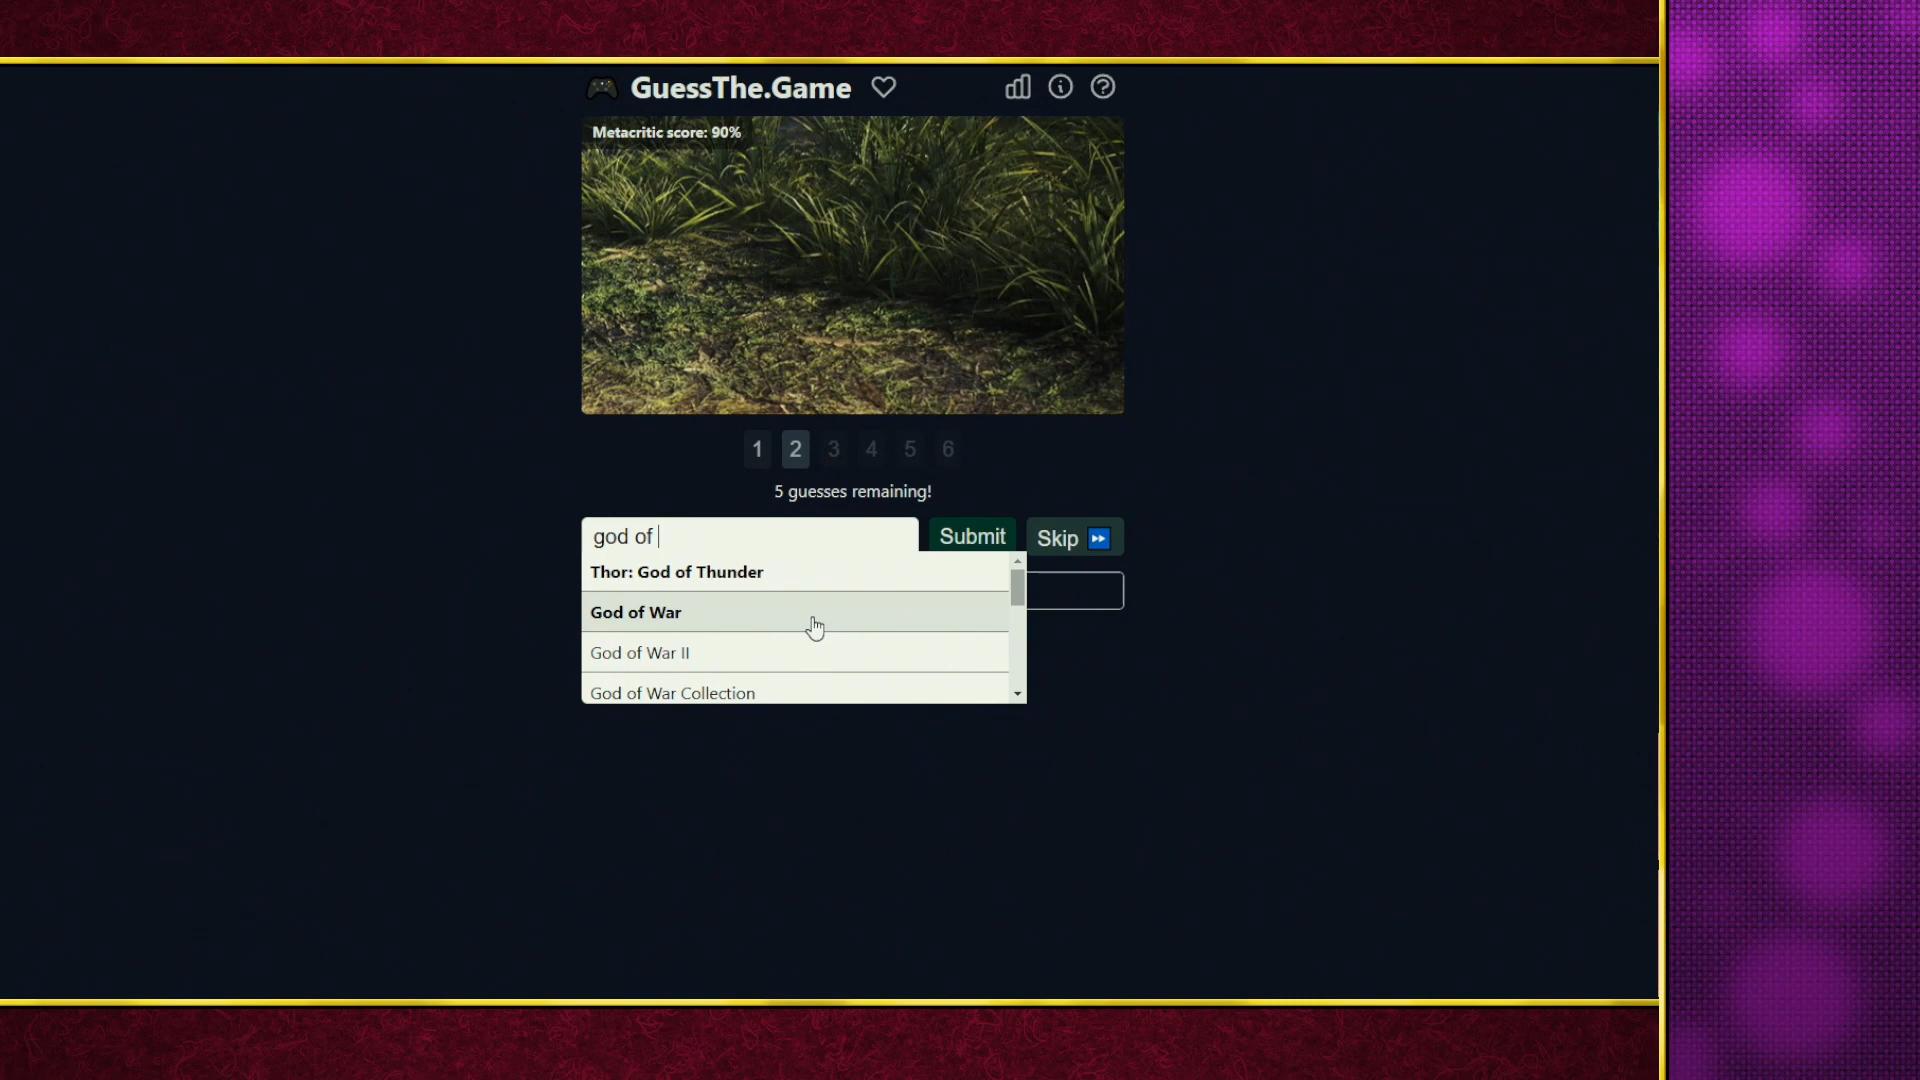 GuessThe.Game
Metacritic score: 90%
1 2 3 4 5 6
5 guesses remaining!
god of
Submit
Skip
Thor: God of Thunder
God of War
God of War II
God of War Collection